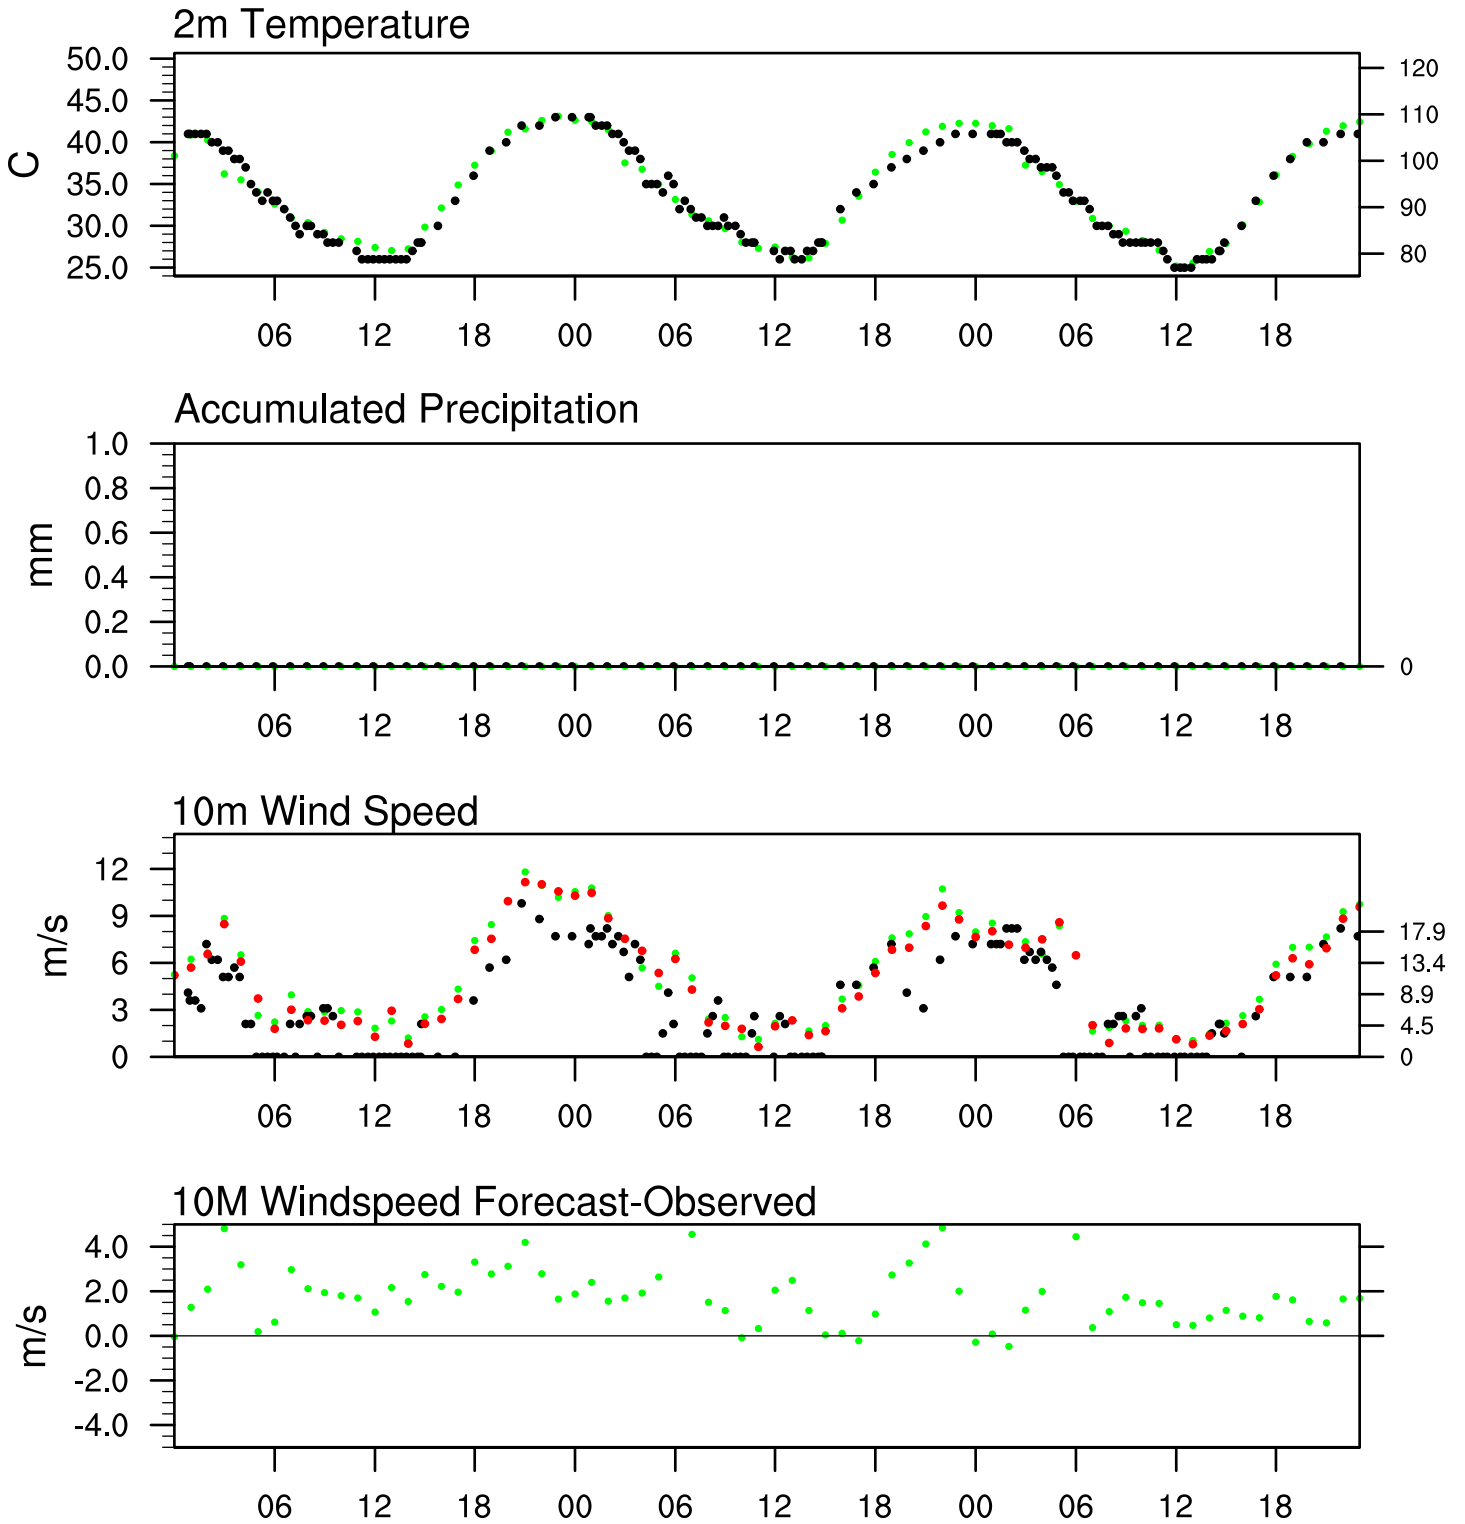 2m Temperature
50.0
45.0
40.0
35.0
30.0
25.0
C
120
110
100
90
80
06 12 18 00 06 12 18 00 06 12 18
Accumulated Precipitation
1.0
0.8
0.6
0.4
0.2
0.0
mm
0
06 12 18 00 06 12 18 00 06 12 18
10m Wind Speed
12
9
6
3
0
m/s
17.9
13.4
8.9
4.5
0
06 12 18 00 06 12 18 00 06 12 18
10M Windspeed Forecast-Observed
4.0
2.0
0.0
-2.0
-4.0
m/s
06 12 18 00 06 12 18 00 06 12 18